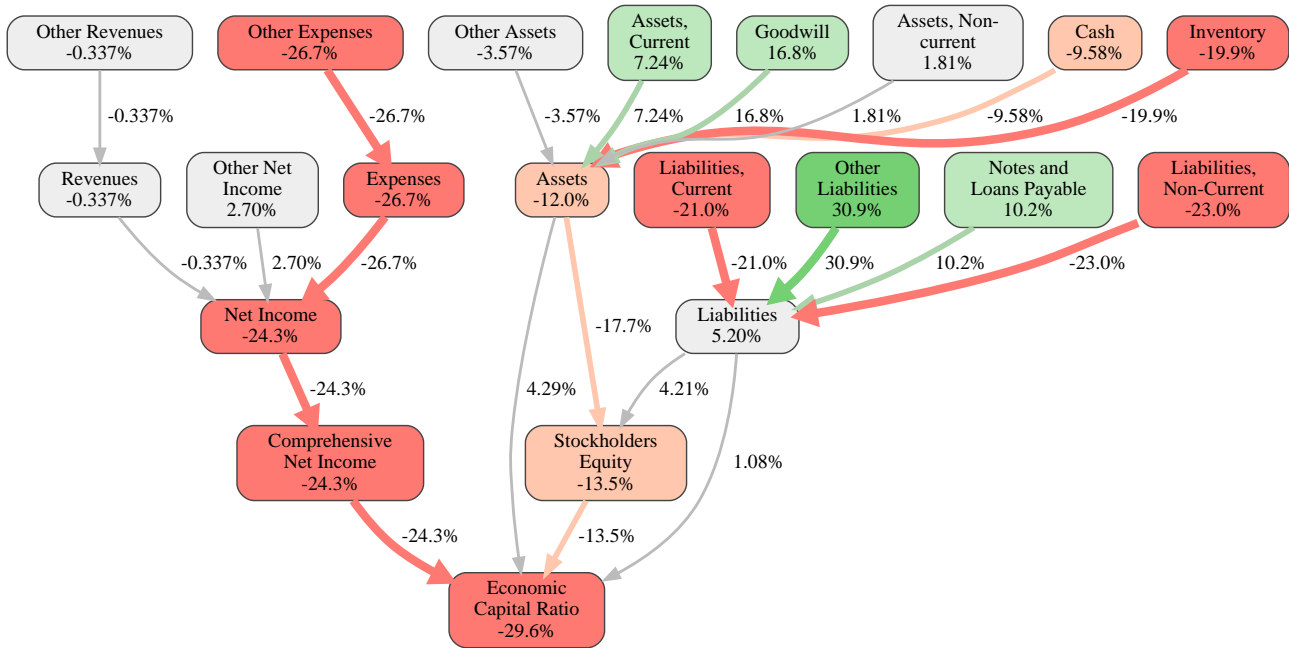 Other Revenues
-0.337%
Other Expenses
-26.7%
Other Assets
-3.57%
Assets,
Current
7.24%
Goodwill
16.8%
Assets, Non-
current
1.81%
Cash
-9.58%
Inventory
-19.9%
-0.337%
-26.7%
-3.57%
7.24%
16.8%
1.81%
-9.58%
-19.9%
Revenues
-0.337%
Other Net
Income
2.70%
Expenses
-26.7%
Assets
-12.0%
Liabilities,
Current
-21.0%
Other
Liabilities
30.9%
Notes and
Loans Payable
10.2%
Liabilities,
Non-Current
-23.0%
-0.337%
2.70%
-26.7%
-21.0%
30.9%
10.2%
-23.0%
Net Income
-24.3%
-17.7%
Liabilities
5.20%
-24.3%
4.29%
4.21%
Comprehensive
Net Income
-24.3%
Stockholders
Equity
-13.5%
1.08%
-24.3%
-13.5%
Economic
Capital Ratio
-29.6%